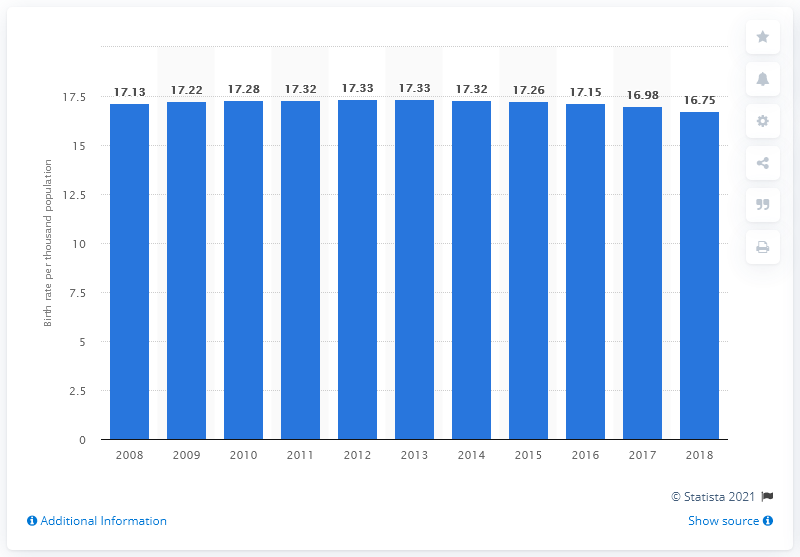 17.13 17.22 17.28 17.32 17.33 17.33 17.32 17.26 17.15 16.98 16.75
17.5
15
12.5
10
7.5
5
2.5
0
Birth rate per thousand population
2008 2009 2010 2011 2012 2013 2014 2015 2016 2017 2018
© Statista 2021
Additional Information
Show source